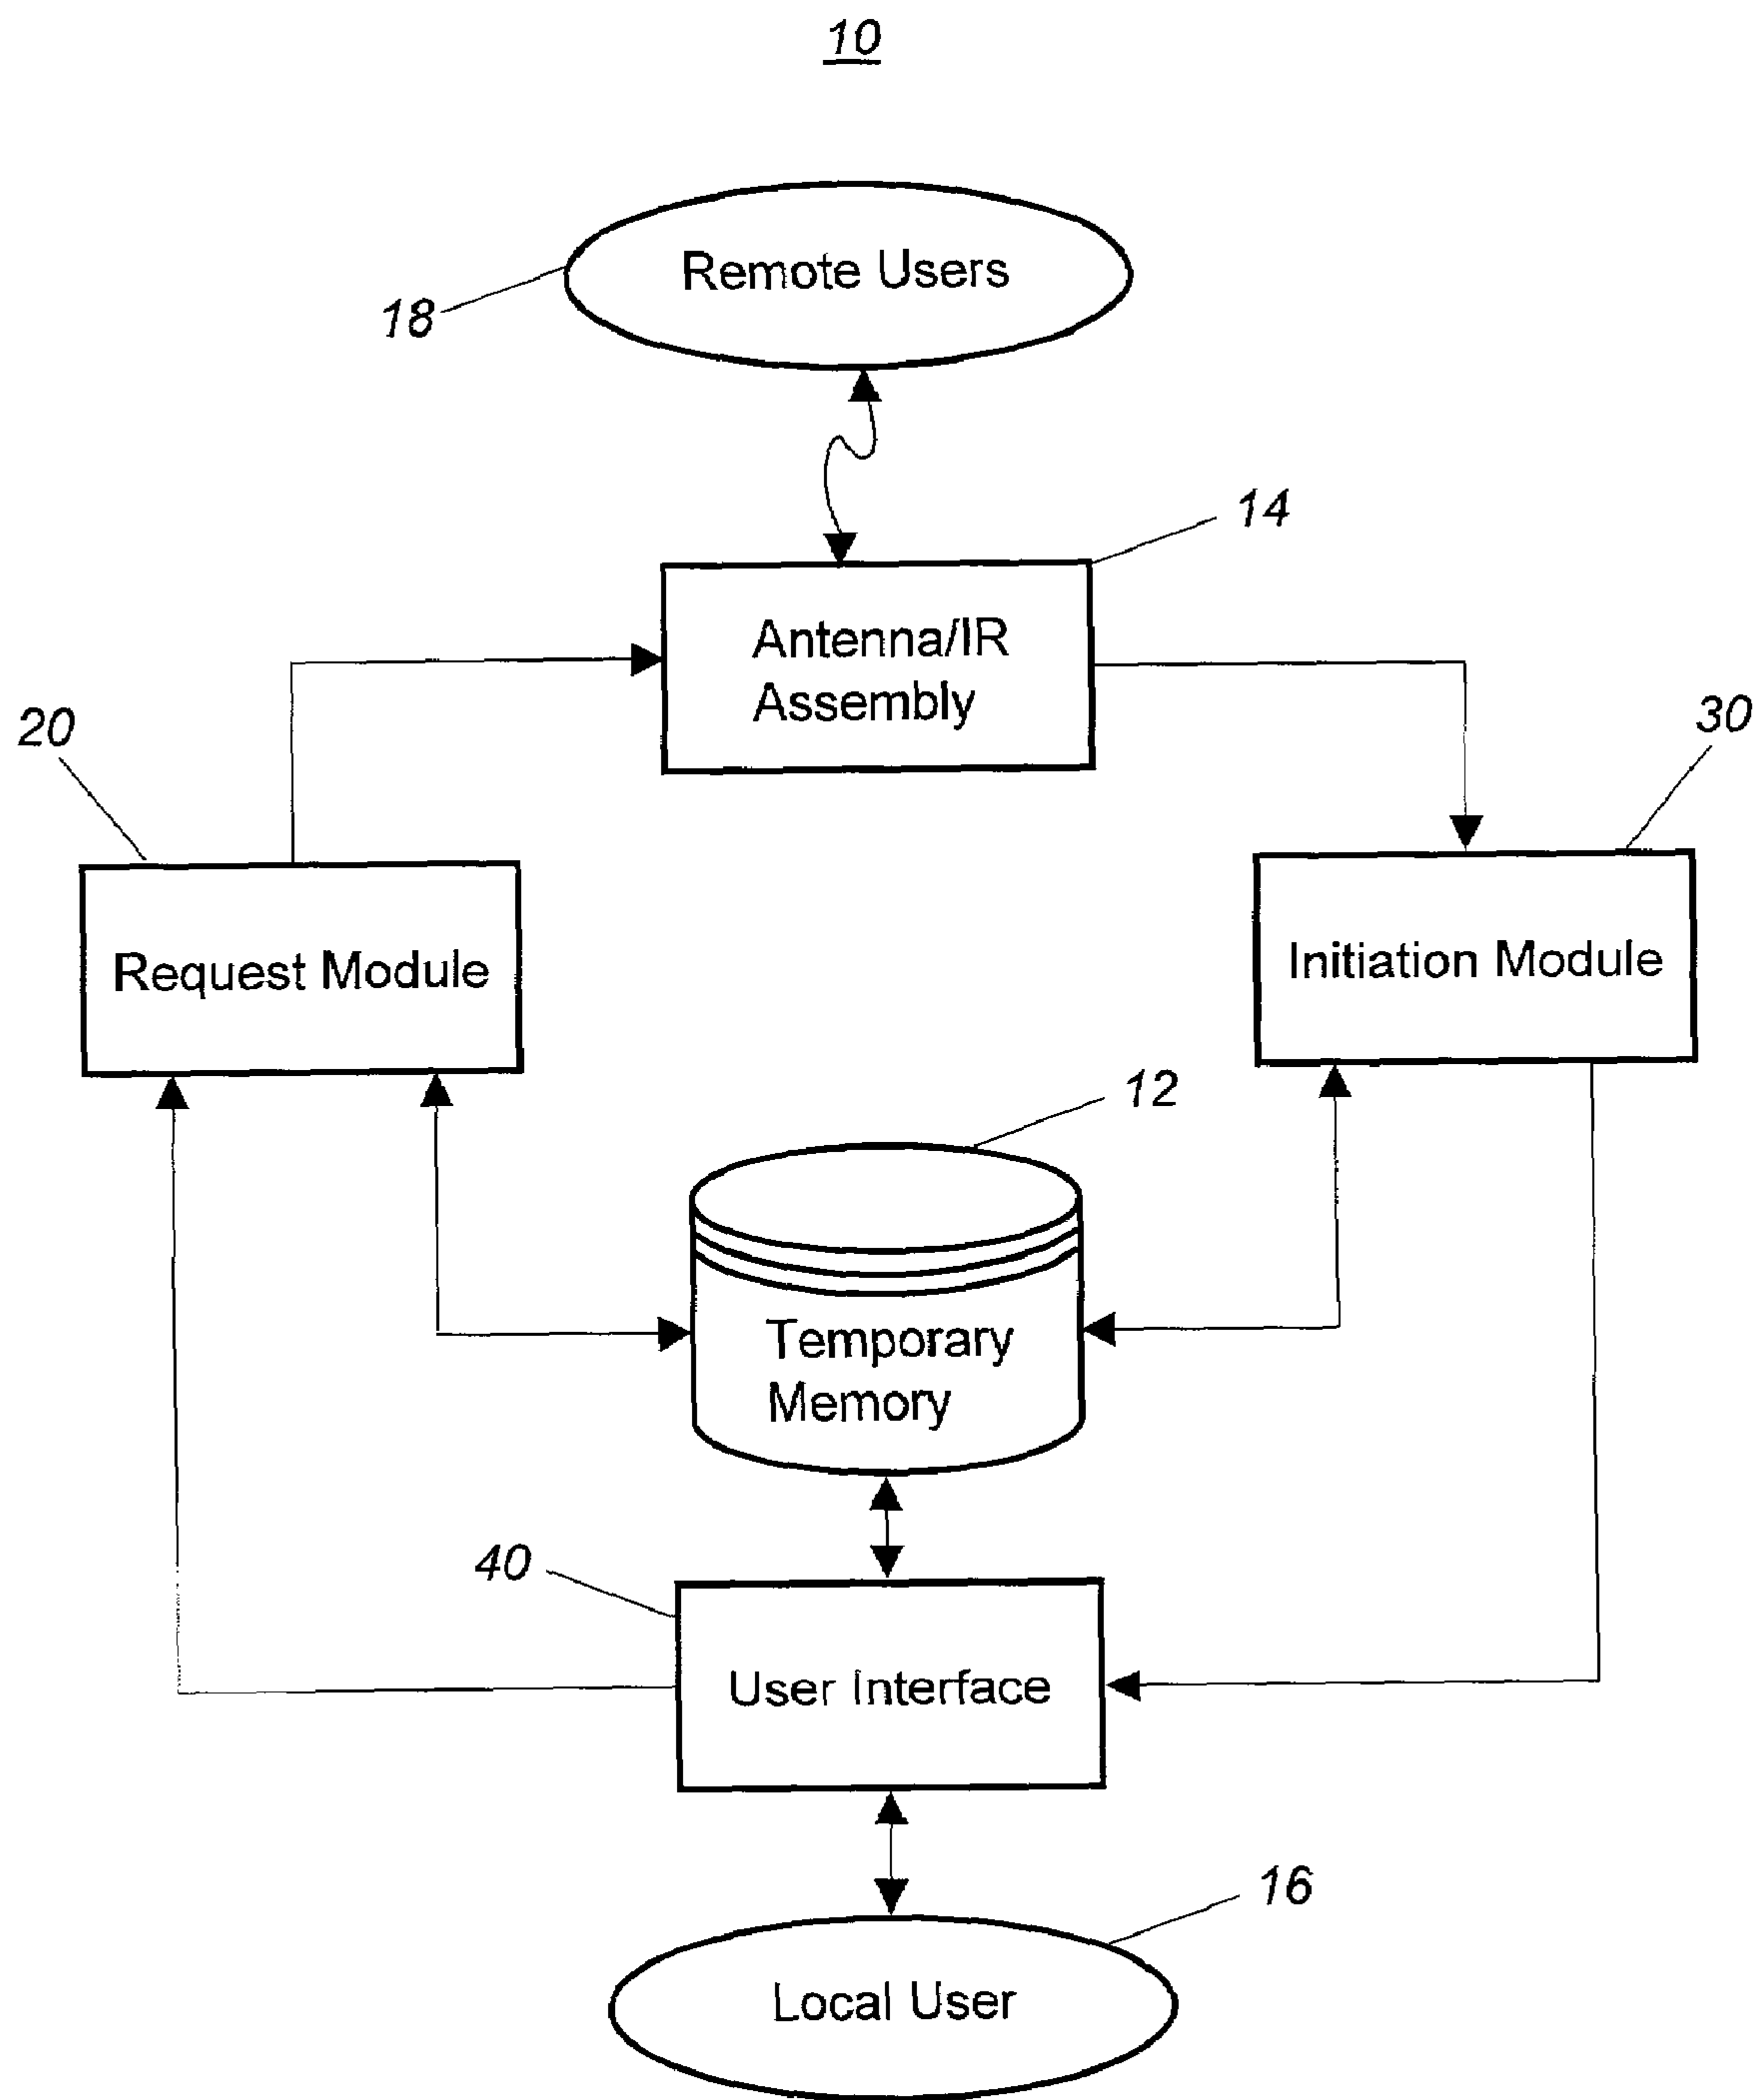 10
Remote Users
18
14
Antenna/IR
Assembly
20
30
Request Module
Initiation Module
12
Temporary
Memory
40
User Interface
16
Local User